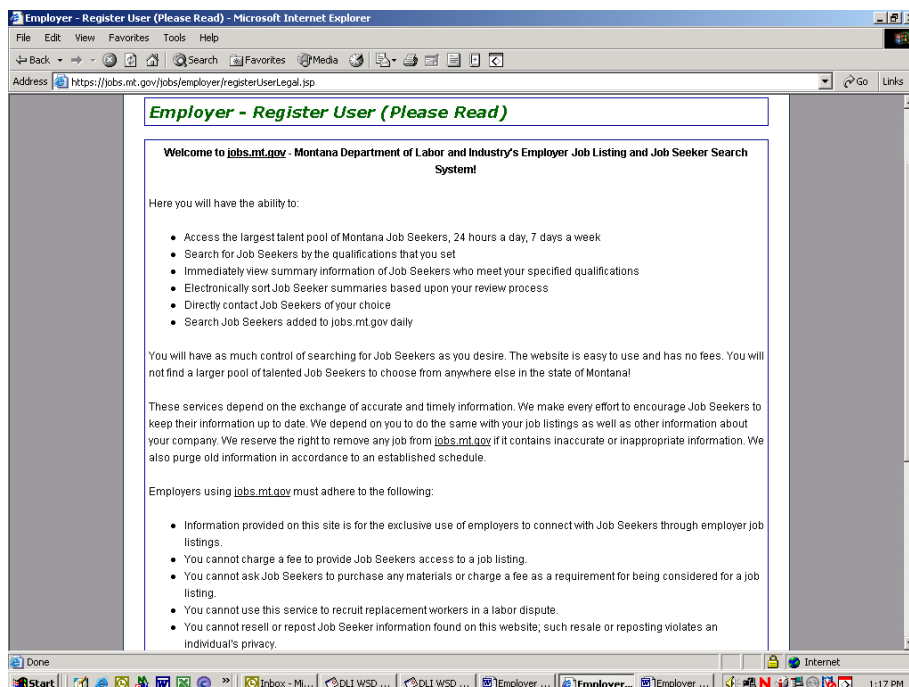 Employer - Register User (Please Read) - Microsoft Internet Explorer
File Edit View Favorites Tools Help
Back Search Favorites Media
Address https://jobs.mt.gov/jobs/employer/registerUserLegal.jsp Go Links
Employer - Register User (Please Read)
Welcome to jobs.mt.gov - Montana Department of Labor and Industry's Employer Job Listing and Job Seeker Search
System!
Here you will have the ability to:
• Access the largest talent pool of Montana Job Seekers, 24 hours a day, 7 days a week
• Search for Job Seekers by the qualifications that you set
• Immediately view summary information of Job Seekers who meet your specified qualifications
• Electronically sort Job Seeker summaries based upon your review process
• Directly contact Job Seekers of your choice
• Search Job Seekers added to jobs.mt.gov daily
You will have as much control of searching for Job Seekers as you desire. The website is easy to use and has no fees. You will
not find a larger pool of talented Job Seekers to choose from anywhere else in the state of Montana!
These services depend on the exchange of accurate and timely information. We make every effort to encourage Job Seekers to
keep their information up to date. We depend on you to do the same with your job listings as well as other information about
your company. We reserve the right to remove any job from jobs.mt.gov if it contains inaccurate or inappropriate information. We
also purge old information in accordance to an established schedule.
Employers using jobs.mt.gov must adhere to the following:
• Information provided on this site is for the exclusive use of employers to connect with Job Seekers through employer job
listings.
• You cannot charge a fee to provide Job Seekers access to a job listing.
• You cannot ask Job Seekers to purchase any materials or charge a fee as a requirement for being considered for a job
listing.
• You cannot use this service to recruit replacement workers in a labor dispute.
• You cannot resell or repost Job Seeker information found on this website; such resale or reposting violates an
individual's privacy.
Done Internet
Start Inbox - Mi... DLI WSD ... DLI WSD ... Employer ... Employer... Employer ... 1:17 PM